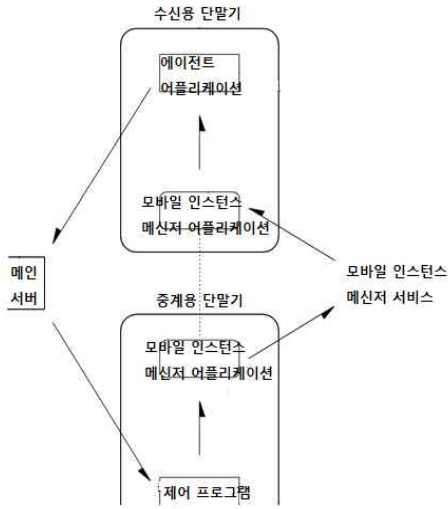 수신용 단말기
에이전트
어플리케이션
모바일 인스턴스
메신저 어플리케이션
메인
서버
모바일 인스턴스
메신저 서비스
중계용 단말기
모바일 인스턴스
메신저 어플리케이션
제어 프로그램